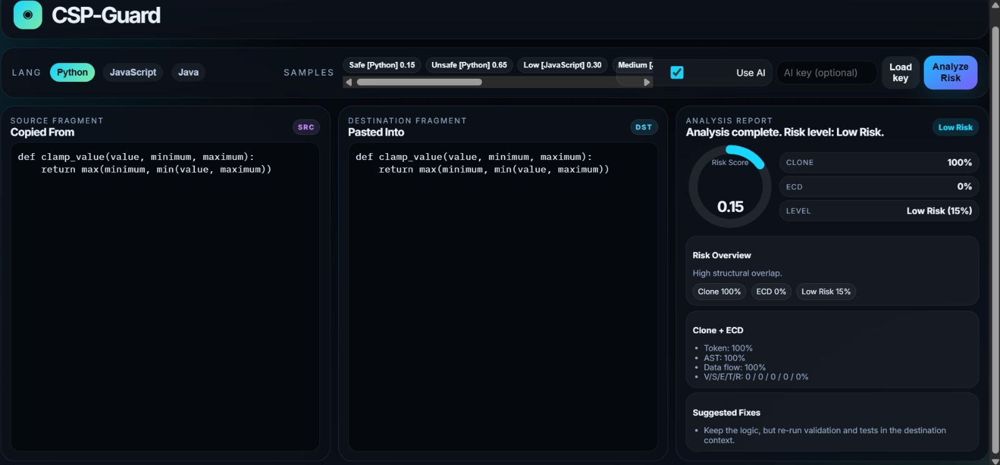 CSP-Guard
LANG Python JavaScript Java SAMPLES Safe [Python] 0.15 Unsafe [Python] 0.65 Low [JavaScript] 0.30 Medium [ Use AI AI key (optional) Load key Analyze Risk
SOURCE FRAGMENT
Copied From
SRC
def clamp_value(value, minimum, maximum):
    return max(minimum, min(value, maximum))
DESTINATION FRAGMENT
Pasted Into
DST
def clamp_value(value, minimum, maximum):
    return max(minimum, min(value, maximum))
ANALYSIS REPORT
Analysis complete. Risk level: Low Risk.
Low Risk
Risk Score
0.15
CLONE 100%
ECD 0%
LEVEL Low Risk (15%)
Risk Overview
High structural overlap.
Clone 100% ECD 0% Low Risk 15%
Clone + ECD
• Token: 100%
• AST: 100%
• Data flow: 100%
• V/S/E/T/R: 0 / 0 / 0 / 0 / 0%
Suggested Fixes
• Keep the logic, but re-run validation and tests in the destination
context.